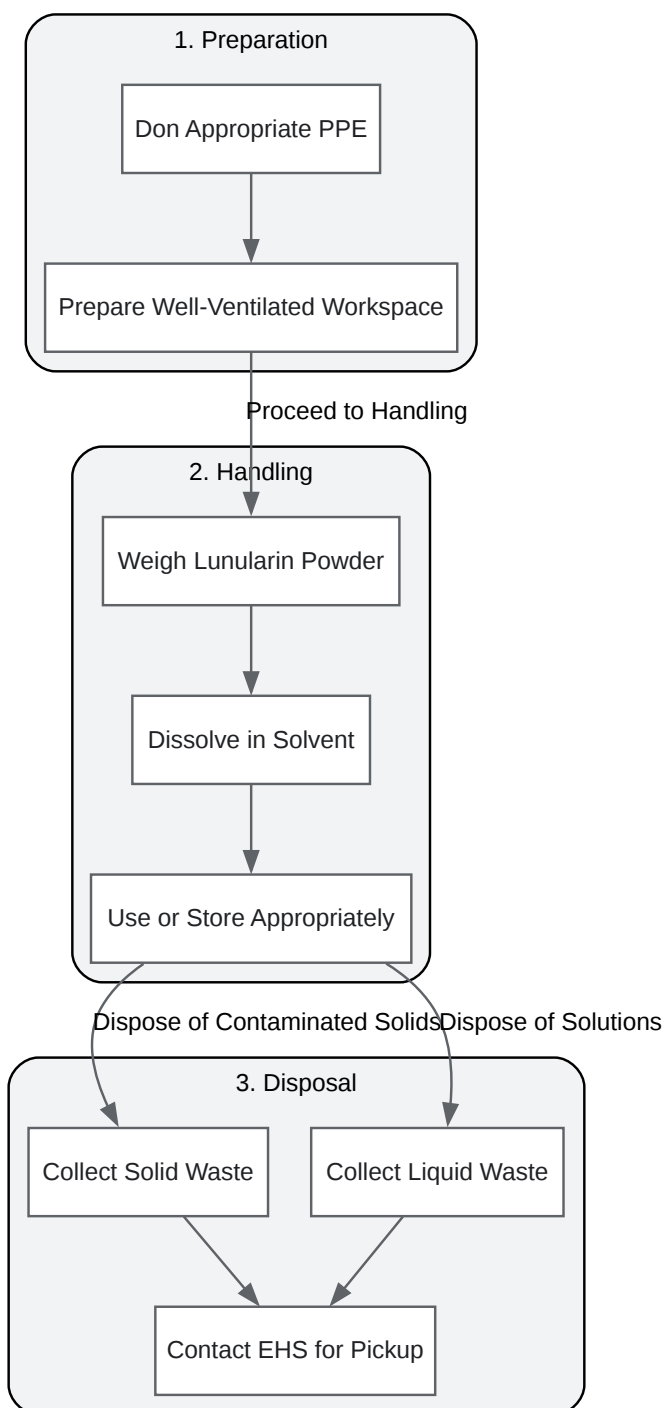 1. Preparation
Don Appropriate PPE
Prepare Well-Ventilated Workspace
Proceed to Handling
2. Handling
Weigh Lunularin Powder
Dissolve in Solvent
Use or Store Appropriately
Dispose of Contaminated Solids
Dispose of Solutions
3. Disposal
Collect Solid Waste
Collect Liquid Waste
Contact EHS for Pickup